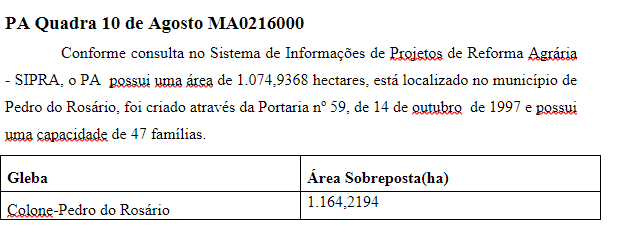 PA Quadra 10 de Agosto MA0216000
Conforme consulta no Sistema de Informações de Projetos de Reforma Agrária
- SIPRA, o PA possui uma área de 1.074,9368 hectares, está localizado no município de
Pedro do Rosário, foi criado através da Portaria nº 59, de 14 de outubro de 1997 e possui
uma capacidade de 47 famílias.
Gleba Área Sobreposta(ha)
Colone-Pedro do Rosário 1.164,2194